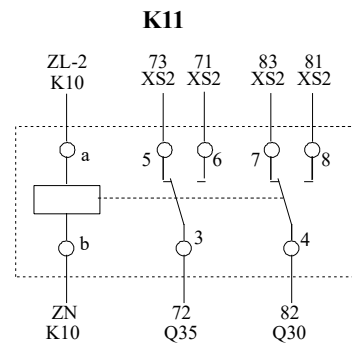 K11
ZL-2 73 71 83 81
K10 XS2 XS2 XS2 XS2
a 5 6 7 8
b 3 4
ZN 72 82
K10 Q35 Q30